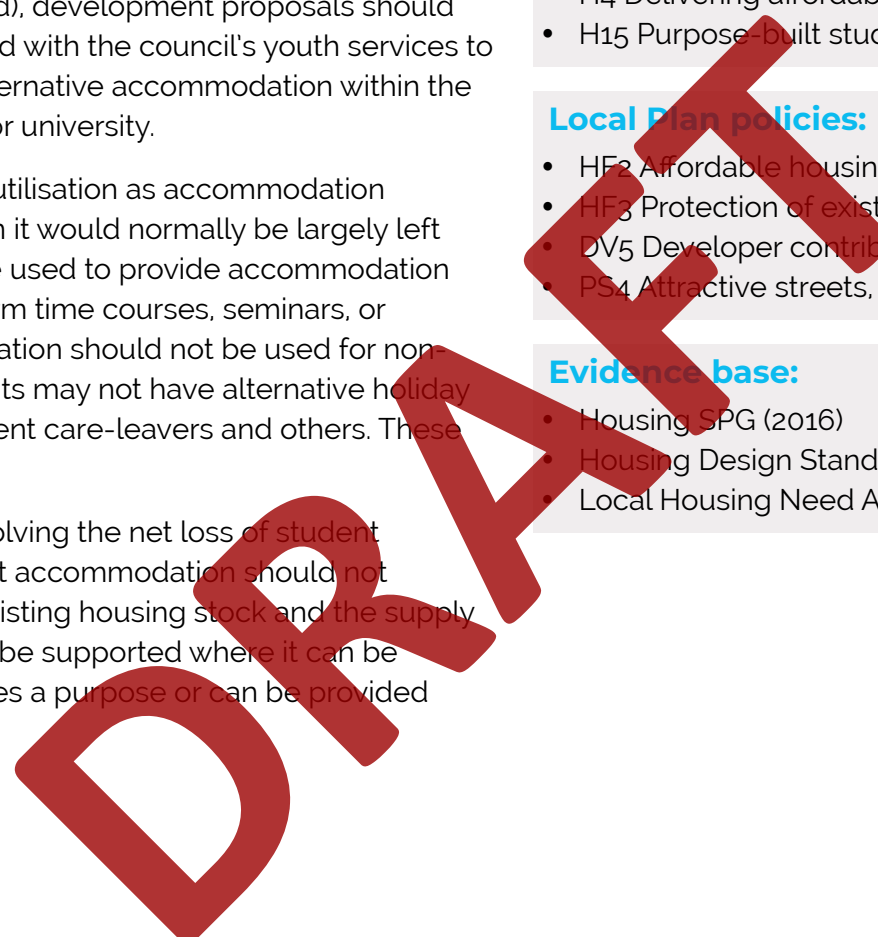 d), development proposals should
d with the council's youth services to
ernative accommodation within the
or university.
utilisation as accommodation
n it would normally be largely left
e used to provide accommodation
m time courses, seminars, or
ation should not be used for non-
ts may not have alternative holiday
ent care-leavers and others. These
olving the net loss of student
t accommodation should not
isting housing stock and the supply
be supported where it can be
es a purpose or can be provided
H4 Delivering affordab
• H15 Purpose-built stud
Local Plan policies:
• HF2 Affordable housin
• HF3 Protection of exist
• DV5 Developer contrib
• PS4 Attractive streets,
Evidence base:
• Housing SPG (2016)
• Housing Design Stand
• Local Housing Need A
DRAFT